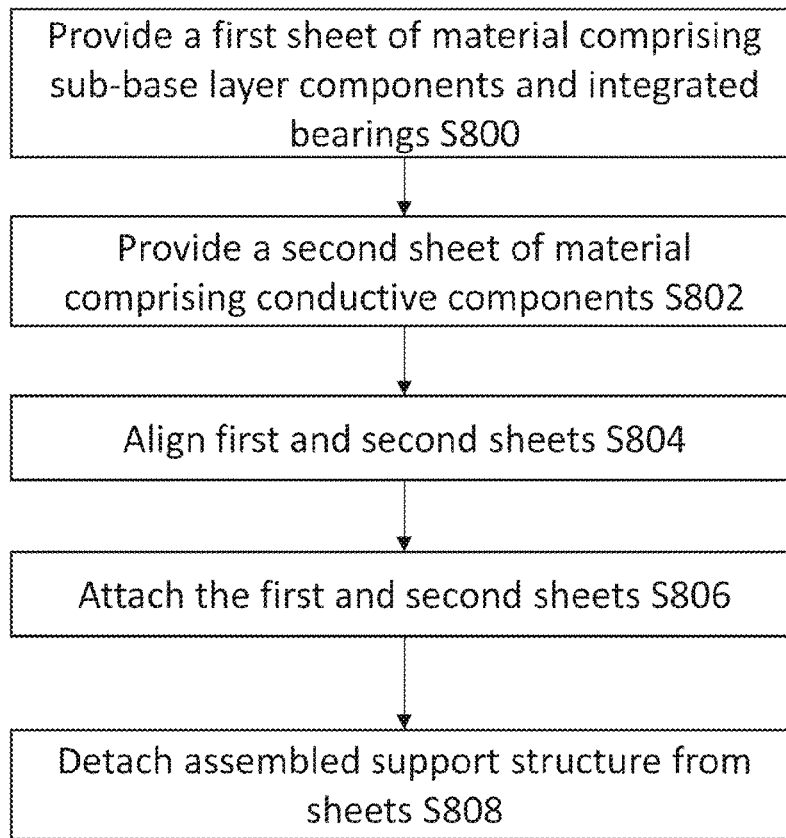 Provide a first sheet of material comprising
sub-base layer components and integrated
bearings S800
Provide a second sheet of material
comprising conductive components S802
Align first and second sheets S804
Attach the first and second sheets S806
Detach assembled support structure from
sheets S808